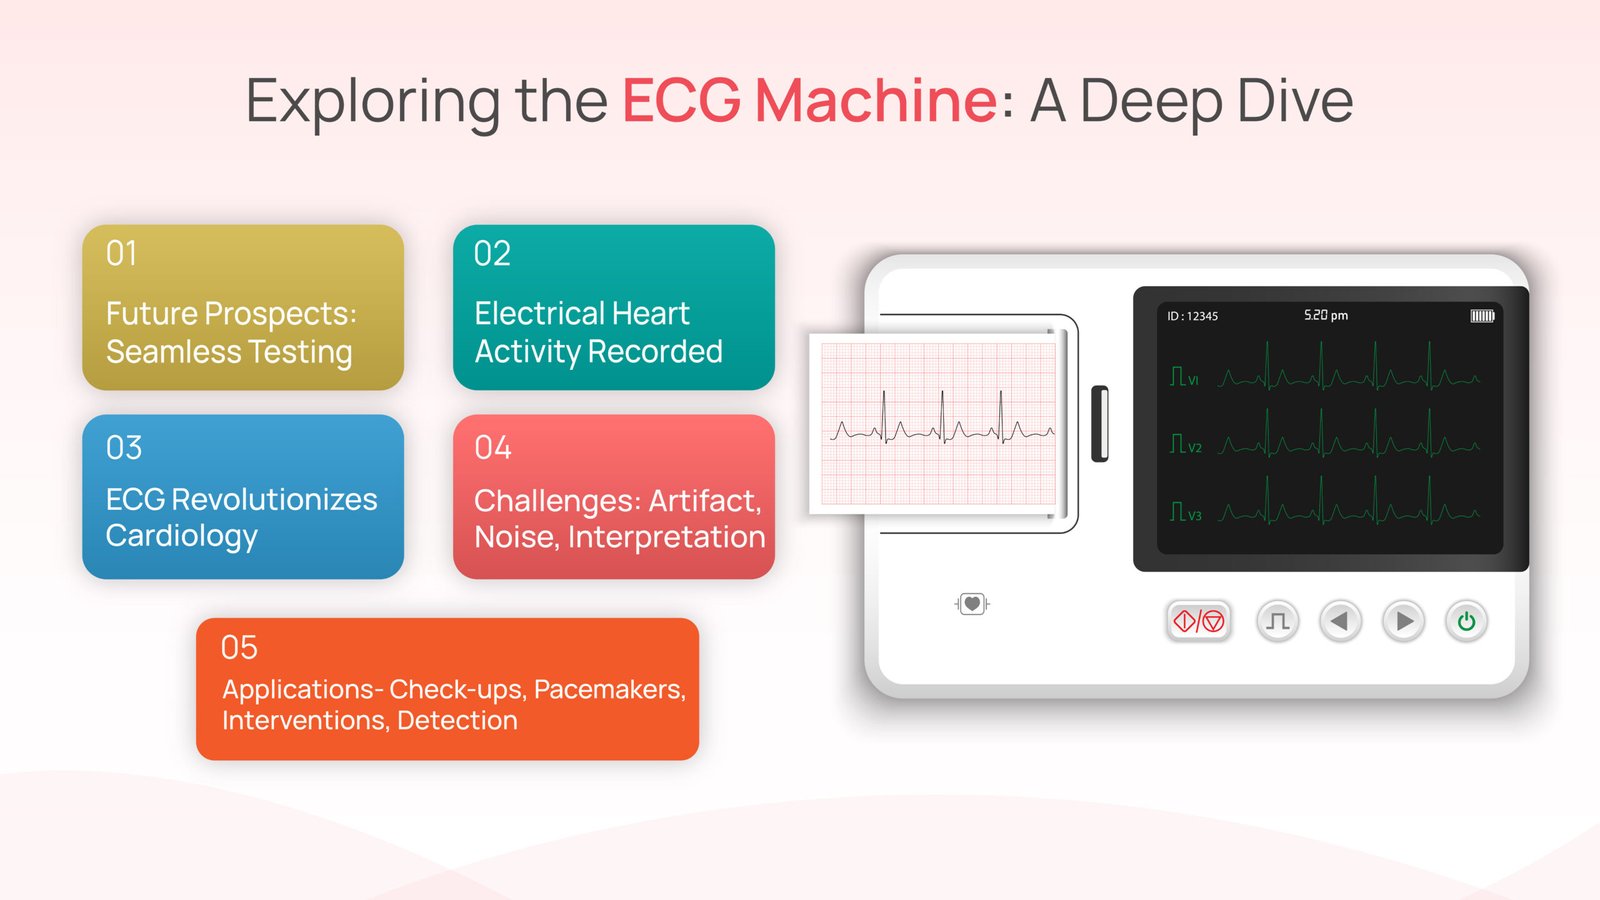 Exploring the ECG Machine: A Deep Dive
01
Future Prospects:
Seamless Testing
02
Electrical Heart
Activity Recorded
03
ECG Revolutionizes
Cardiology
04
Challenges: Artifact,
Noise, Interpretation
05
Applications- Check-ups, Pacemakers,
Interventions, Detection
ID : 12345
5.20 pm
V1
V2
V3